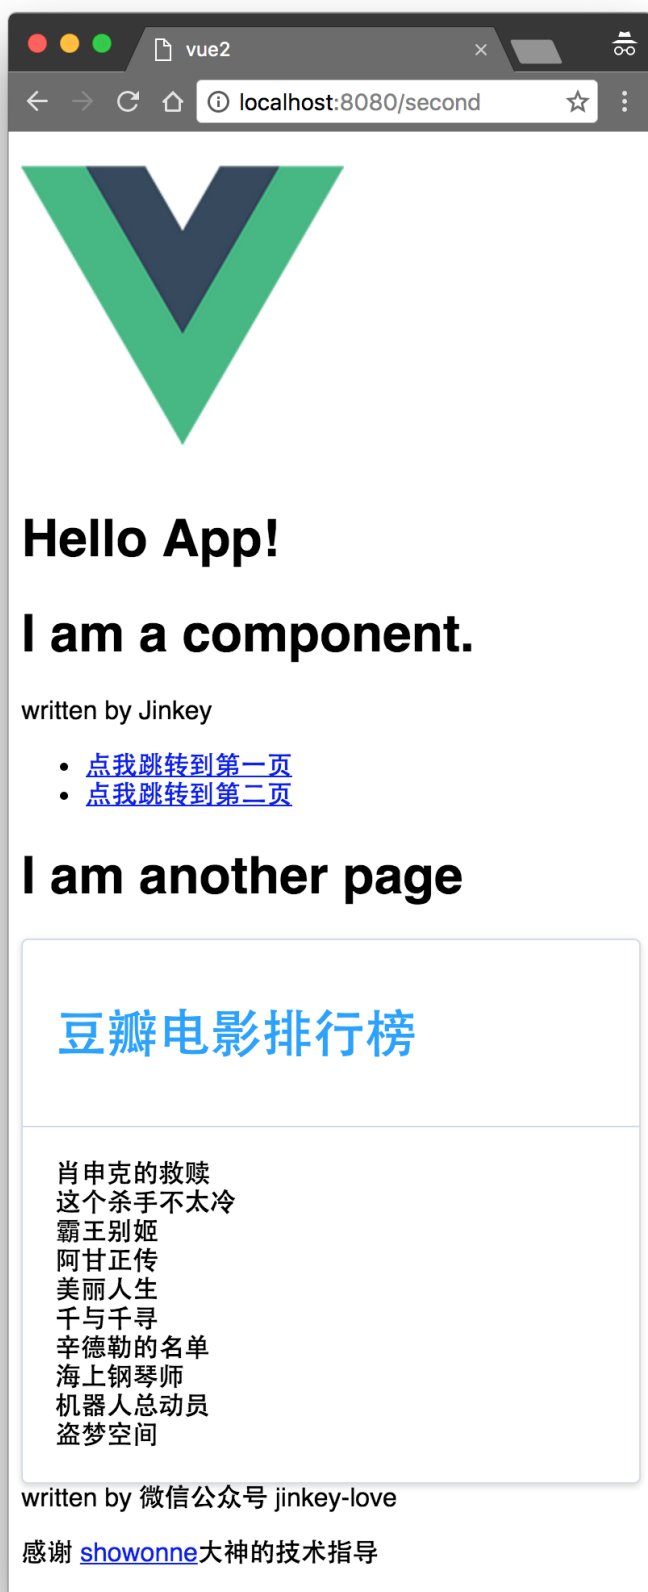 vue2
localhost:8080/second
Hello App!
I am a component.
written by Jinkey
点我跳转到第一页
点我跳转到第二页
I am another page
豆瓣电影排行榜
肖申克的救赎
这个杀手不太冷
霸王别姬
阿甘正传
美丽人生
千与千寻
辛德勒的名单
海上钢琴师
机器人总动员
盗梦空间
written by 微信公众号 jinkey-love
感谢 showonne大神的技术指导